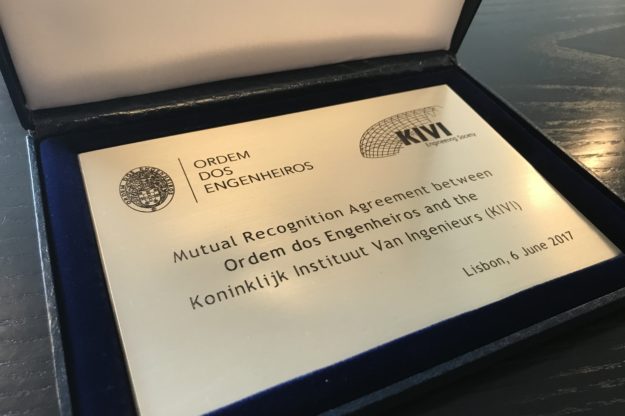 ORDEM
DOS
ENGENHEIROS
KIVI
Engineering Society
Mutual Recognition Agreement between
Ordem dos Engenheiros and the
Koninklijk Instituut Van Ingenieurs (KIVI)
Lisbon, 6 June 2017